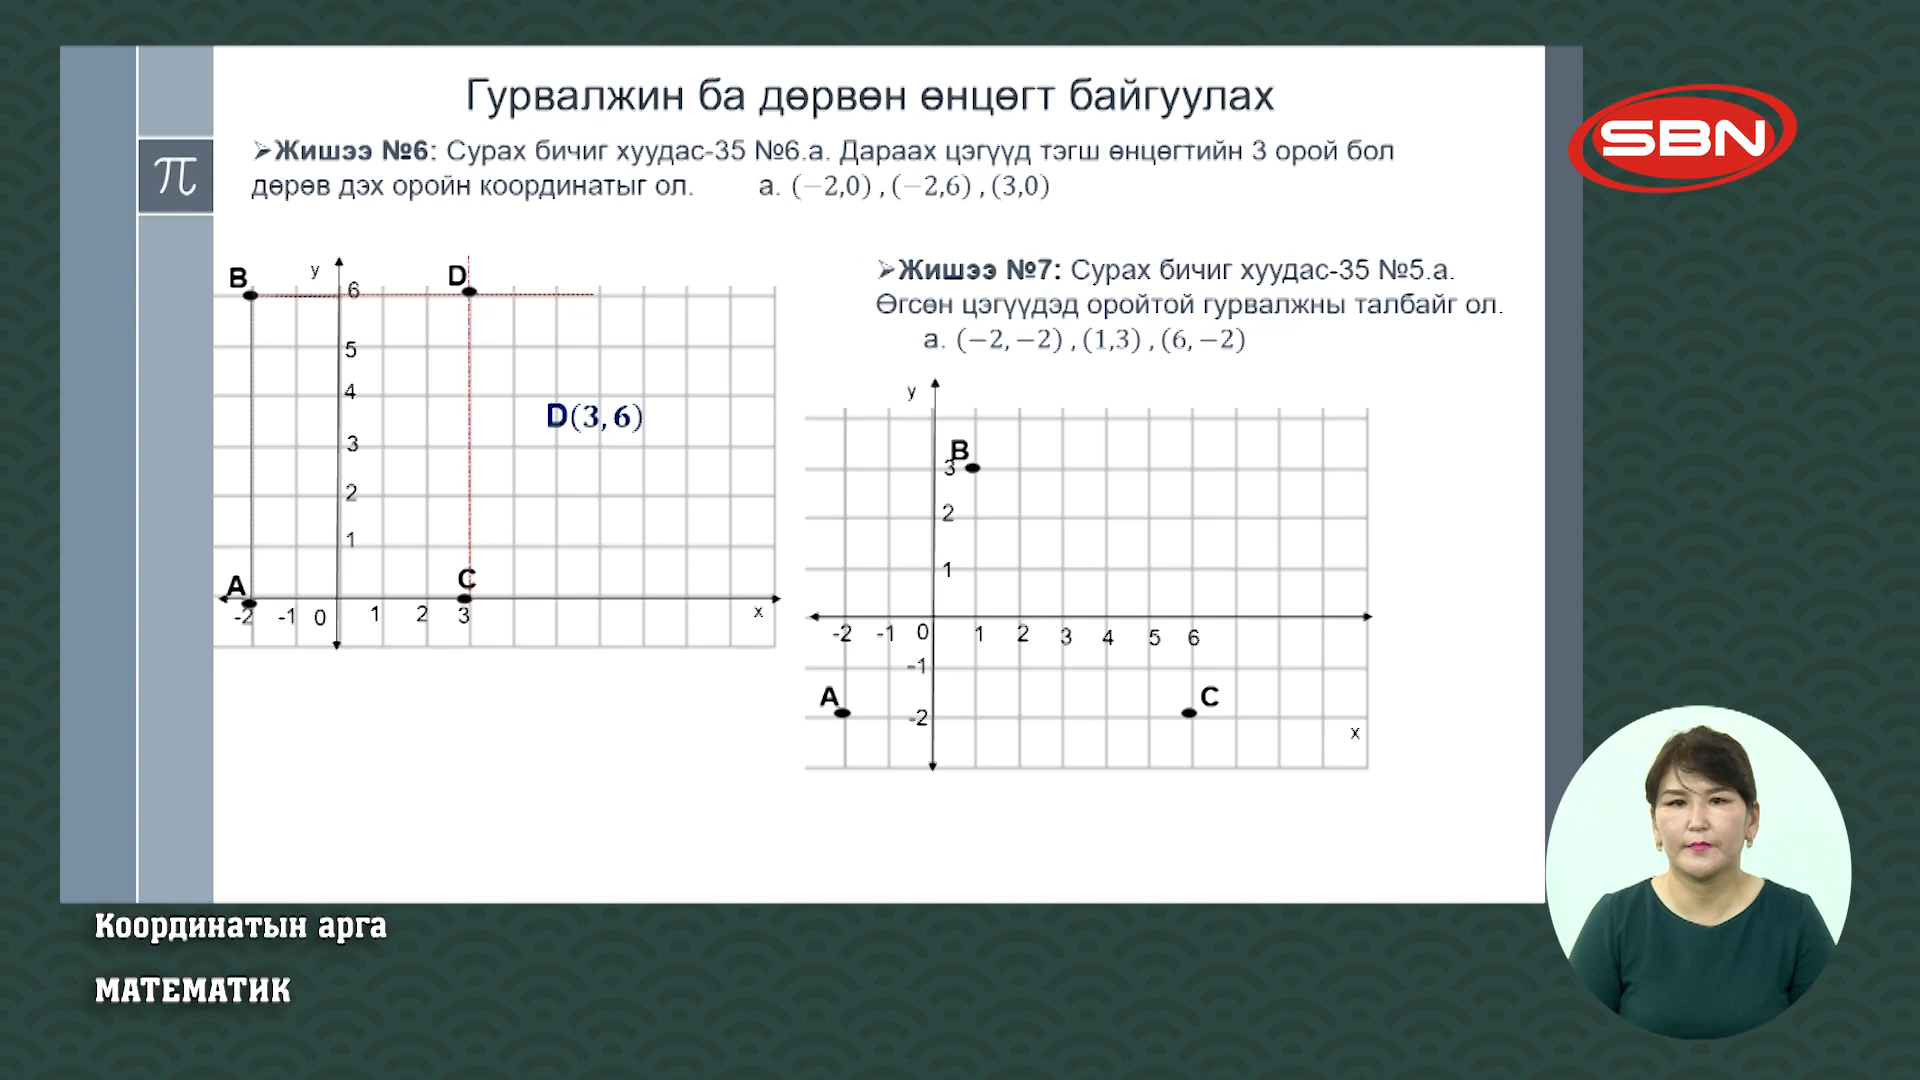 Гурвалжин ба дөрвөн өнцөгт байгуулах
SBN
π
➢Жишээ №6: Сурах бичиг хуудас-35 №6.а. Дараах цэгүүд тэгш өнцөгтийн 3 орой бол
дөрөв дэх оройн координатыг ол. а. (−2,0) , (−2,6) , (3,0)
B
y
D
6
5
4
D(3, 6)
3
2
1
A
C
-2 -1 0 1 2 3
x
➢Жишээ №7: Сурах бичиг хуудас-35 №5.а.
Өгсөн цэгүүдэд оройтой гурвалжны талбайг ол.
а. (−2, −2) , (1,3) , (6, −2)
y
B
3
2
1
-2 -1 0 1 2 3 4 5 6
-1
A
C
-2
x
Координатын арга
МАТЕМАТИК